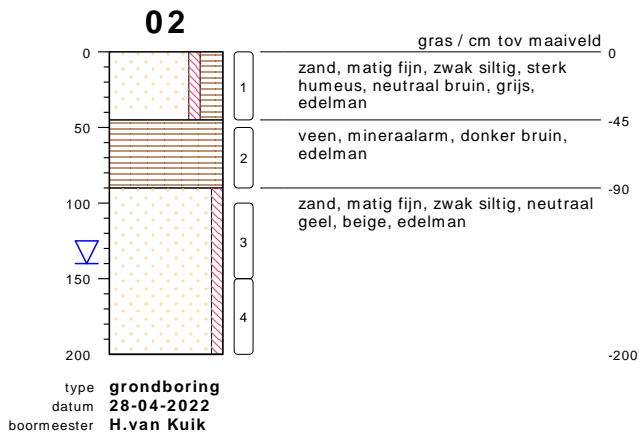 02
gras / cm tov maaiveld
0
0
zand, matig fijn, zwak siltig, sterk
humeus, neutraal bruin, grijs,
edelman
1
-45
50
veen, mineraalarm, donker bruin,
edelman
2
-90
100
zand, matig fijn, zwak siltig, neutraal
geel, beige, edelman
3
150
4
200
-200
type grondboring
datum 28-04-2022
boormeester H.van Kuik